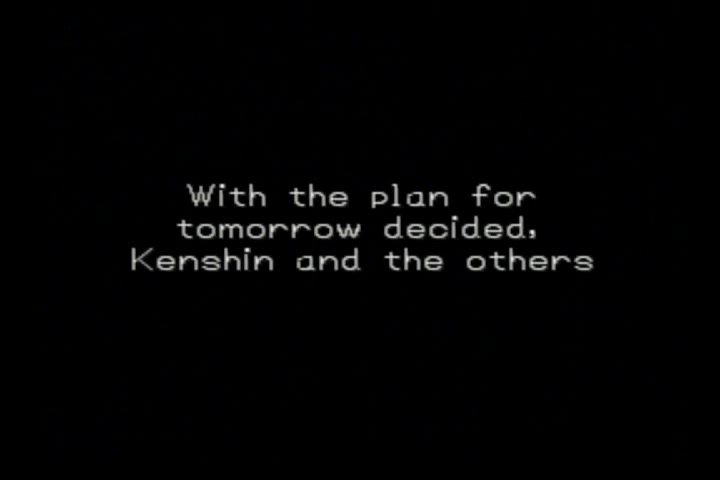 With the plan for
tomorrow decided,
Kenshin and the others